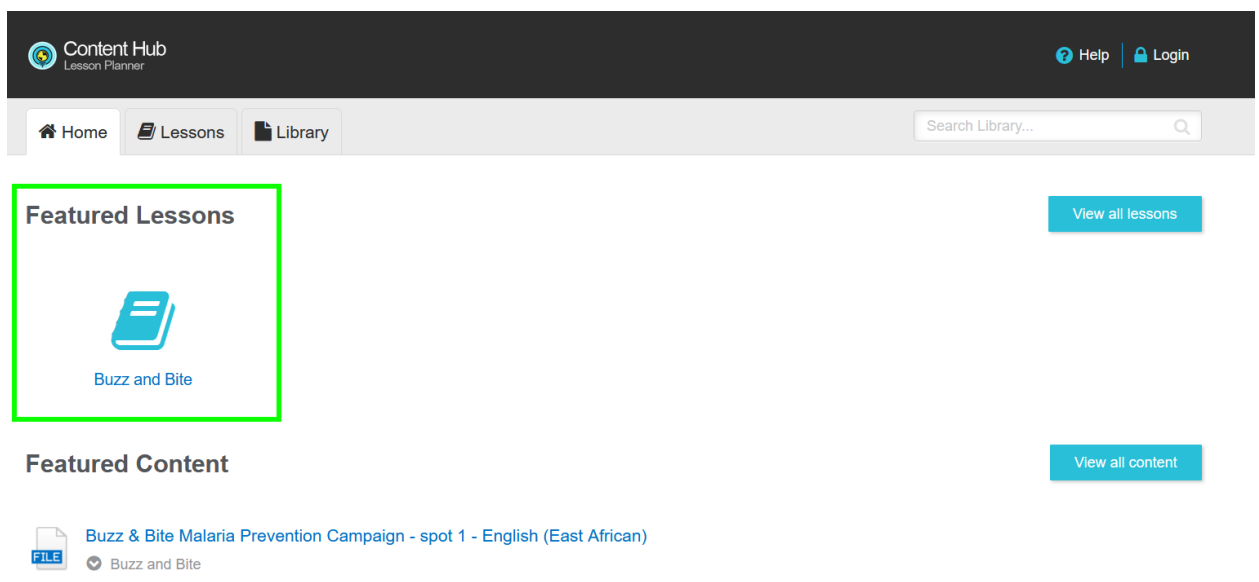 Content Hub
Lesson Planner
Help
Login
Home
Lessons
Library
Search Library...
Featured Lessons
View all lessons
Buzz and Bite
Featured Content
View all content
FILE
Buzz & Bite Malaria Prevention Campaign - spot 1 - English (East African)
Buzz and Bite